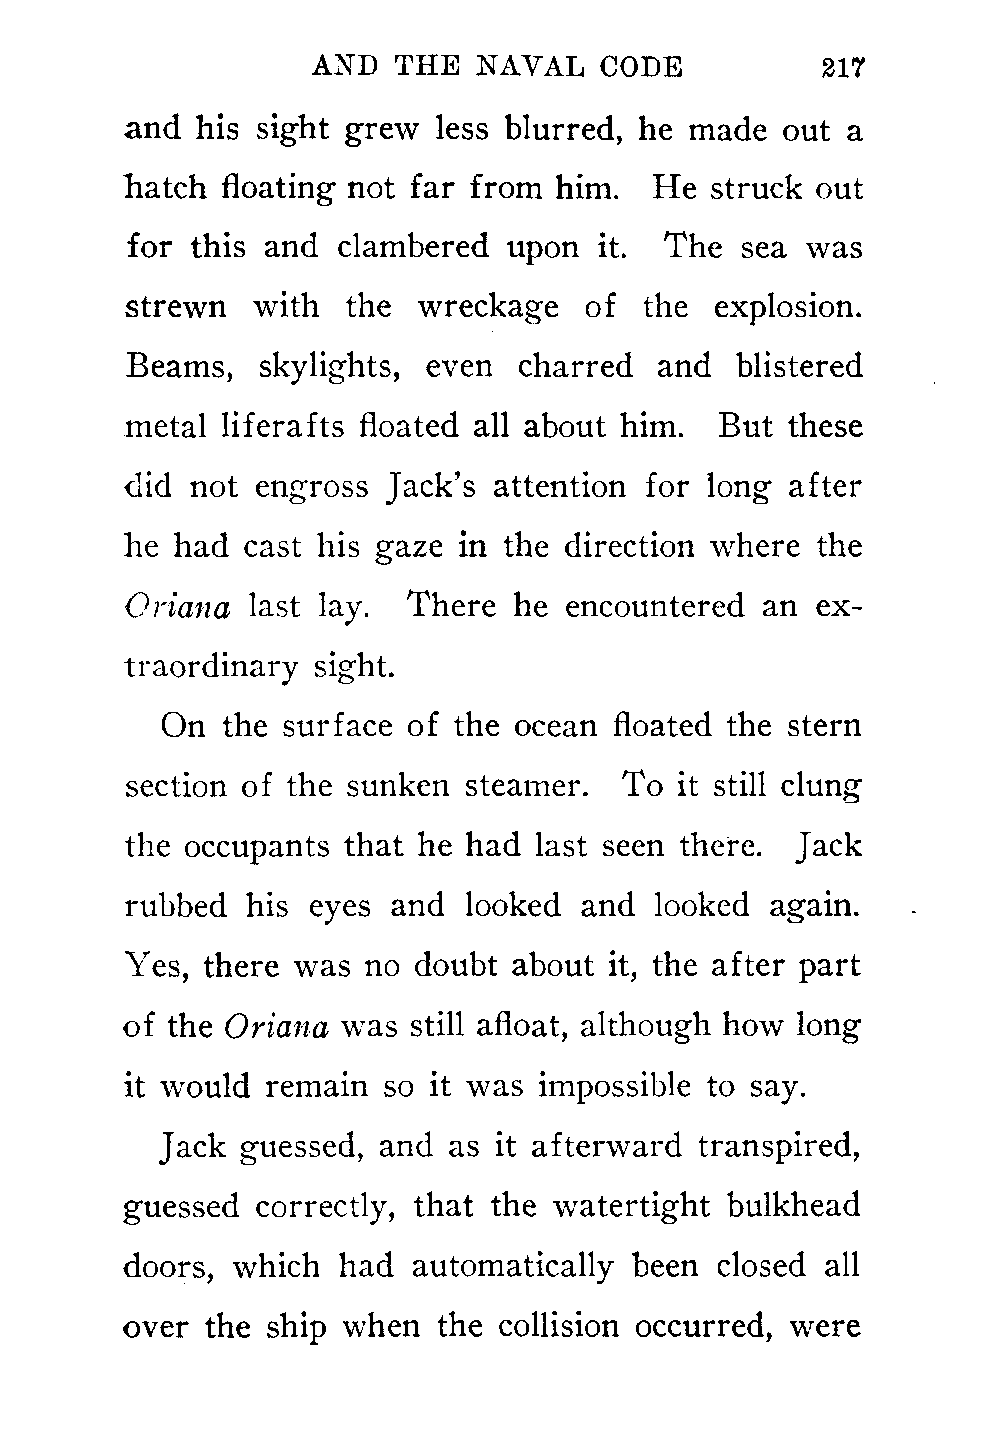 AND THE NAVAL CODE 217
and his sight grew less blurred, he made out a
hatch floating not far from him. He struck out
for this and clambered upon it. The sea was
strewn with the wreckage of the explosion.
Beams, skylights, even charred and blistered
metal liferafts floated all about him. But these
did not engross Jack's attention for long after
he had cast his gaze in the direction where the
Oriana last lay. There he encountered an ex-
traordinary sight.
On the surface of the ocean floated the stern
section of the sunken steamer. To it still clung
the occupants that he had last seen there. Jack
rubbed his eyes and looked and looked again.
Yes, there was no doubt about it, the after part
of the Oriana was still afloat, although how long
it would remain so it was impossible to say.
Jack guessed, and as it afterward transpired,
guessed correctly, that the watertight bulkhead
doors, which had automatically been closed all
over the ship when the collision occurred, were